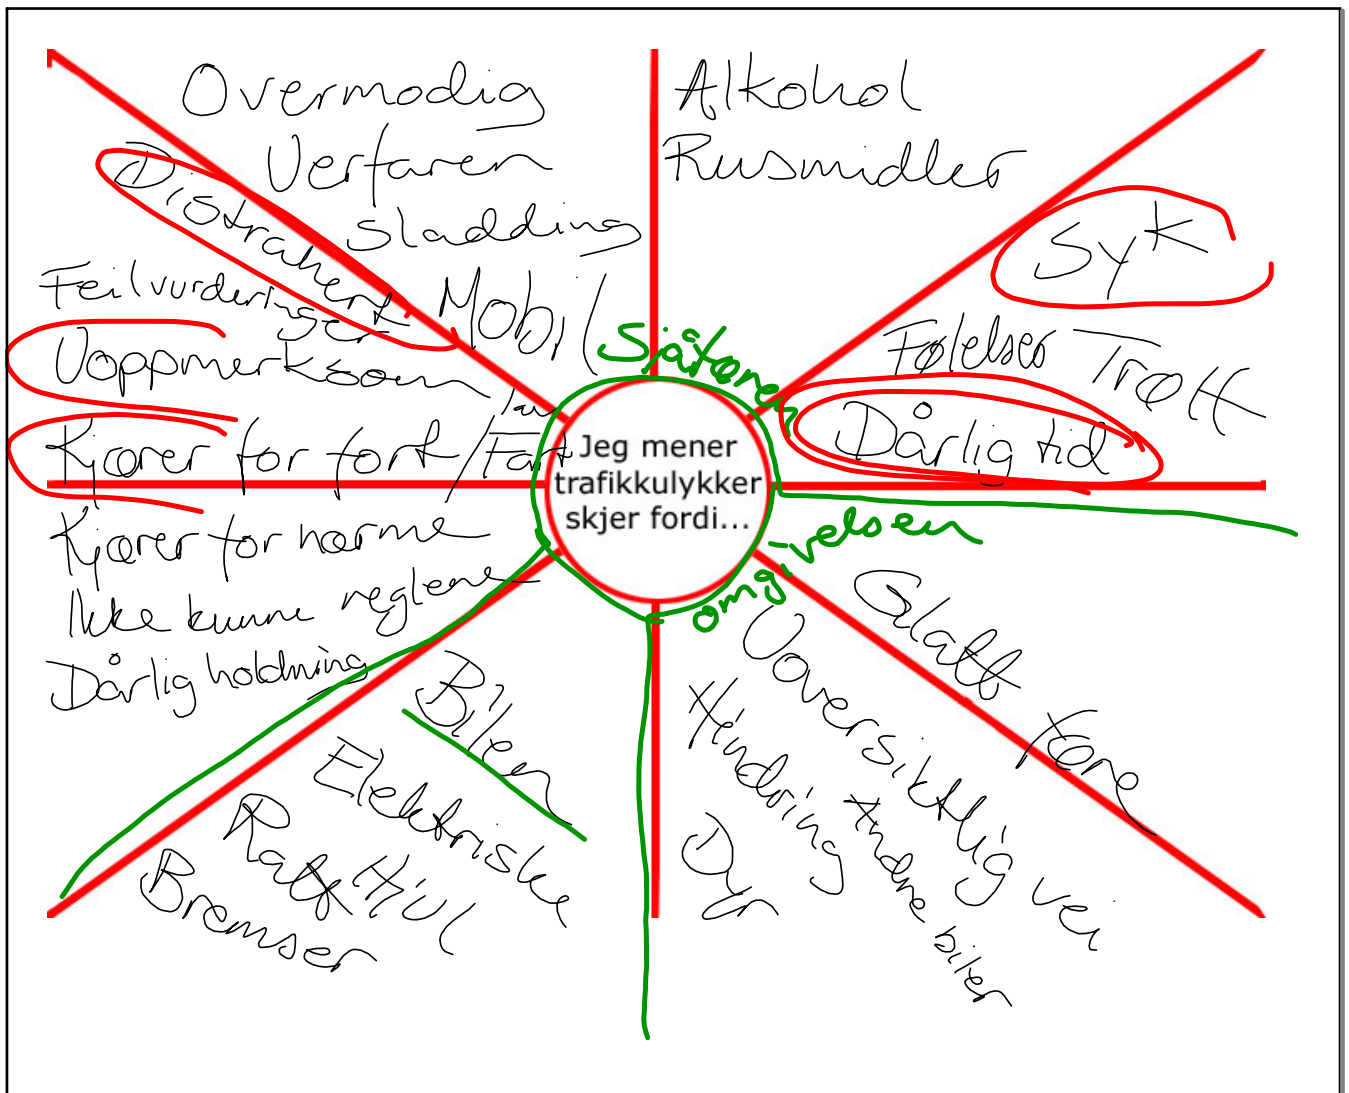 Overmodig
Uerfaren
sladding
Mobil
Alkohol
Rusmidler
Distrahert
Feilvurderinger
Uoppmerksom
Kjører for fort / lav
Fart
Syk
Følelser Trøtt
Dårlig tid
Sjåføren
Jeg mener
trafikkulykker
skjer fordi...
omgivelsen
Kjører for nærme
Ikke kunne reglene
Dårlig holdning
Bilen
Elektriske
Ratt Hjul
Bremser
Glatt føre
Uoversiktlig vei
Hindring
Andre biler
Dyr